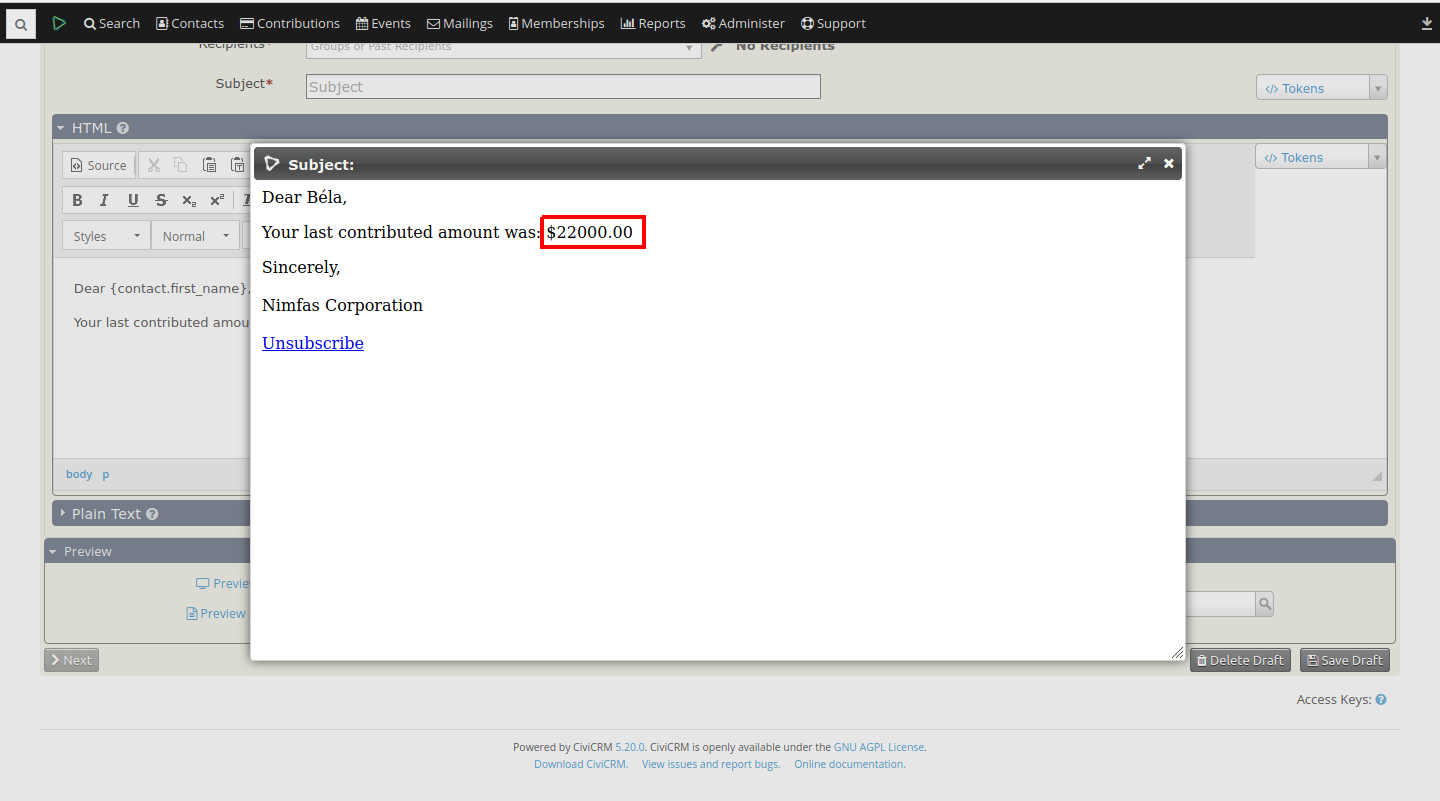 Search Contacts Contributions Events Mailings Memberships Reports Administer Support
Recipients* Groups or Past Recipients No Recipients
Subject* Subject Tokens
HTML
Source Tokens
Subject:
B I U S x₂ x²
Styles Normal
Dear Béla,
Your last contributed amount was: $22000.00
Sincerely,
Nimfas Corporation
Unsubscribe
Dear {contact.first_name},
Your last contributed amou
body p
Plain Text
Preview
Previe
Preview
Next Delete Draft Save Draft
Access Keys:
Powered by CiviCRM 5.20.0. CiviCRM is openly available under the GNU AGPL License.
Download CiviCRM. View issues and report bugs. Online documentation.